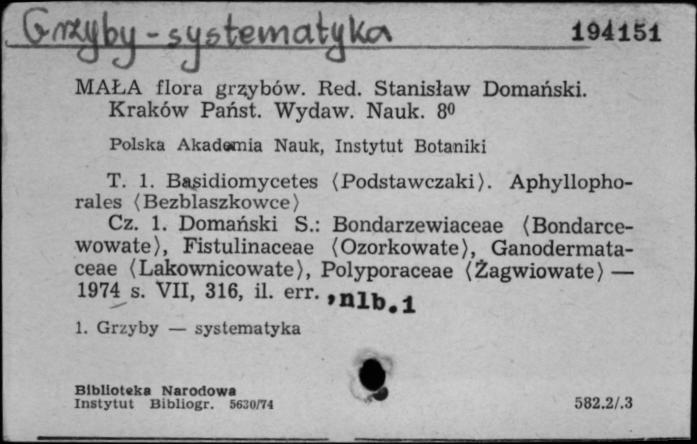 Grzyby - systematyka 194151
MAŁA flora grzybów. Red. Stanisław Domański.
Kraków Państ. Wydaw. Nauk. 8⁰
Polska Akademia Nauk, Instytut Botaniki
T. 1. Basidiomycetes ⟨Podstawczaki⟩. Aphyllopho-
rales ⟨Bezblaszkowce⟩
Cz. 1. Domański S.: Bondarzewiaceae ⟨Bondarce-
wowate⟩, Fistulinaceae ⟨Ozorkowate⟩, Ganodermata-
ceae ⟨Lakownicowate⟩, Polyporaceae ⟨Żagwiowate⟩ —
1974 s. VII, 316, il. err. ,nlb.1
1. Grzyby — systematyka
Biblioteka Narodowa
Instytut Bibliogr. 5630/74 582.2/.3